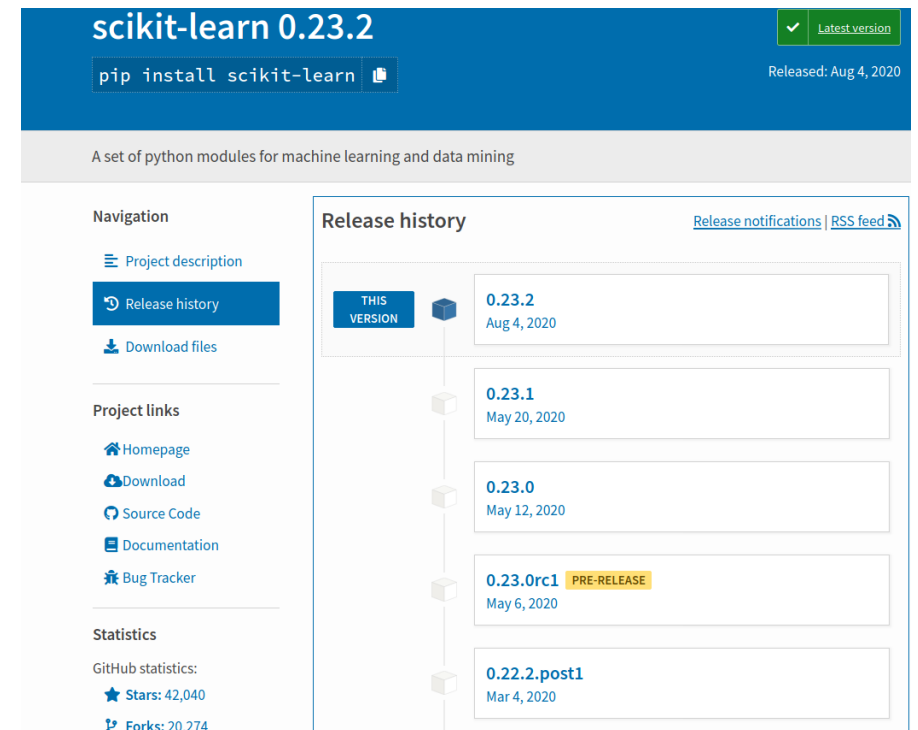 scikit-learn 0.23.2
pip install scikit-learn
Latest version
Released: Aug 4, 2020
A set of python modules for machine learning and data mining
Navigation
Project description
Release history
Download files
Project links
Homepage
Download
Source Code
Documentation
Bug Tracker
Statistics
GitHub statistics:
Stars: 42,040
Forks: 20,274
Release history
Release notifications | RSS feed
THIS
VERSION
0.23.2
Aug 4, 2020
0.23.1
May 20, 2020
0.23.0
May 12, 2020
0.23.0rc1 PRE-RELEASE
May 6, 2020
0.22.2.post1
Mar 4, 2020